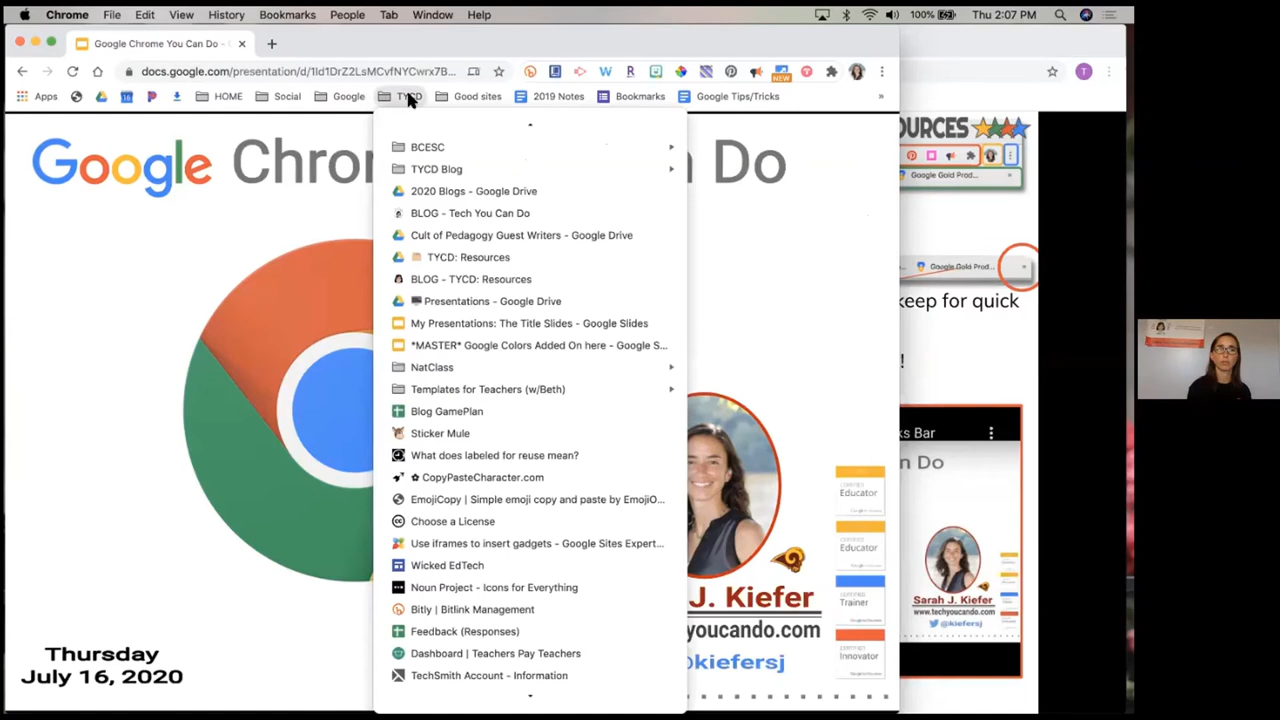 Chrome File Edit View History Bookmarks People Tab Window Help 100% Thu 2:07 PM
Google Chrome You Can Do -
docs.google.com/presentation/d/1ld1DrZ2LsMCvfNYCwrx7B... NEW T
Apps HOME Social Google TYCD Good sites 2019 Notes Bookmarks Google Tips/Tricks »
Google Chro n Do
BCESC
TYCD Blog
2020 Blogs - Google Drive
BLOG - Tech You Can Do
Cult of Pedagogy Guest Writers - Google Drive
TYCD: Resources
BLOG - TYCD: Resources
Presentations - Google Drive
My Presentations: The Title Slides - Google Slides
*MASTER* Google Colors Added On here - Google S...
NatClass
Templates for Teachers (w/Beth)
Blog GamePlan
Sticker Mule
What does labeled for reuse mean?
✿ CopyPasteCharacter.com
EmojiCopy | Simple emoji copy and paste by EmojiO...
Choose a License
Use iframes to insert gadgets - Google Sites Expert...
Wicked EdTech
Noun Project - Icons for Everything
Bitly | Bitlink Management
Feedback (Responses)
Dashboard | Teachers Pay Teachers
TechSmith Account - Information
Thursday
July 16, 2020
Educator
Educator
Trainer
Innovator
J. Kiefer
youcando.com
kiefersj
OURCES
Google Gold Prod... »
Google Gold Prod... »
keep for quick
!
ks Bar
n Do
Sarah J. Kiefer
www.techyoucando.com
@kiefersj